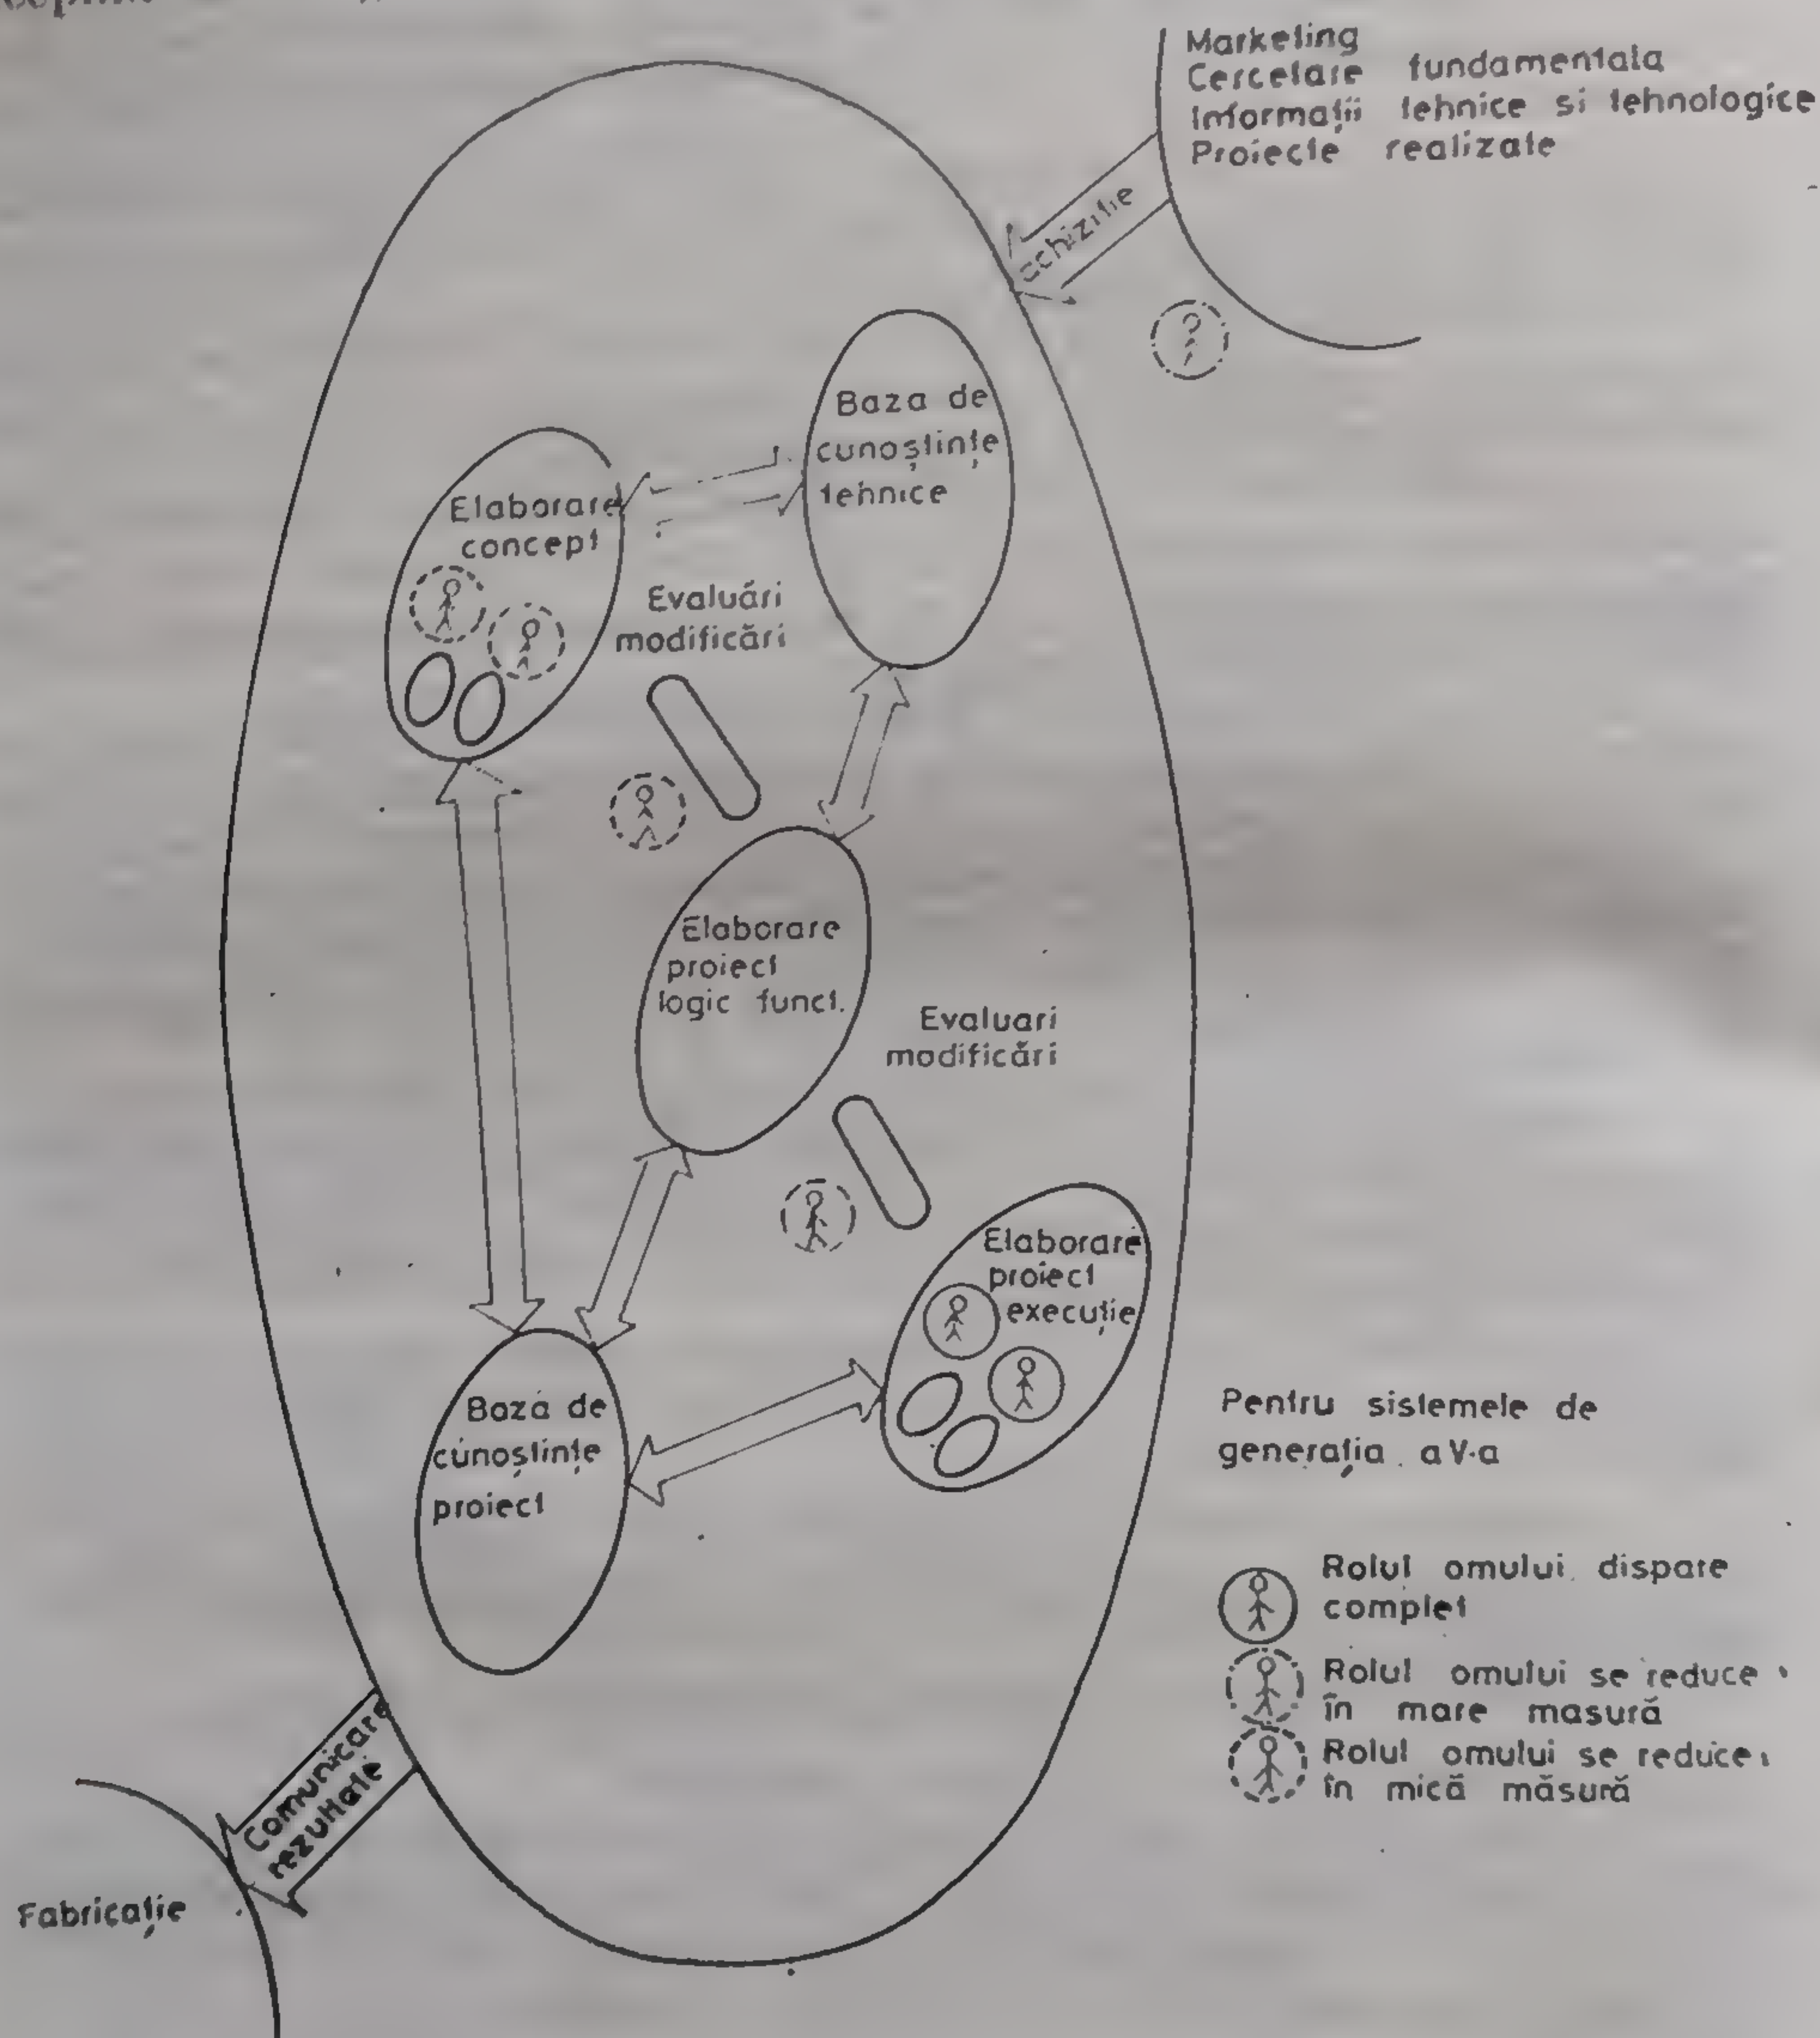 Marketing
Cercetare fundamentala
Informații tehnice si tehnologice
Proiecte realizate
achiziție
Baza de
cunoștințe
tehnice
Elaborare
concept
Evaluări
modificări
Elaborare
proiect
logic funct.
Evaluari
modificări
Elaborare
proiect
execuție
Baza de
cunoștințe
proiect
Pentru sistemele de
generația a V-a
Rolul omului dispare
complet
Rolul omului se reduce
în mare masură
Rolul omului se reduce
în mică măsură
Comunicare
rezultate
Fabricație